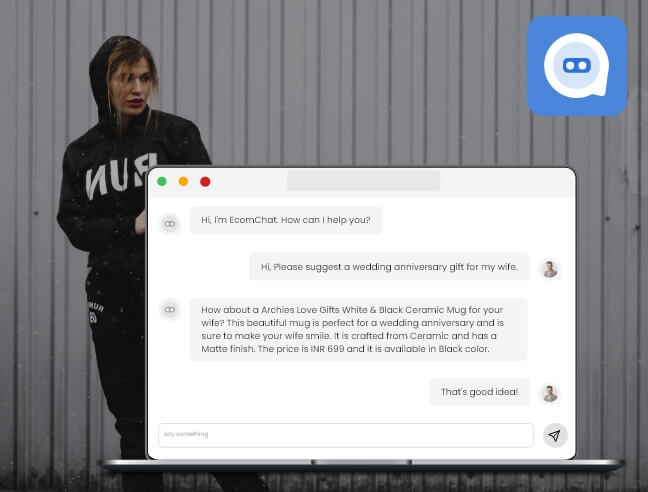 Hi, I'm EcomChat. How can I help you?
Hi, Please suggest a wedding anniversary gift for my wife.
How about a Archies Love Gifts White & Black Ceramic Mug for your
wife? This beautiful mug is perfect for a wedding anniversary and is
sure to make your wife smile. It is crafted from Ceramic and has a
Matte finish. The price is INR 699 and it is available in Black color.
That's good idea!
say something